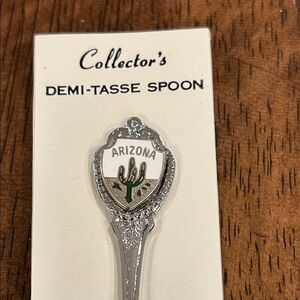 Collector's
DEMI-TASSE SPOON
ARIZONA